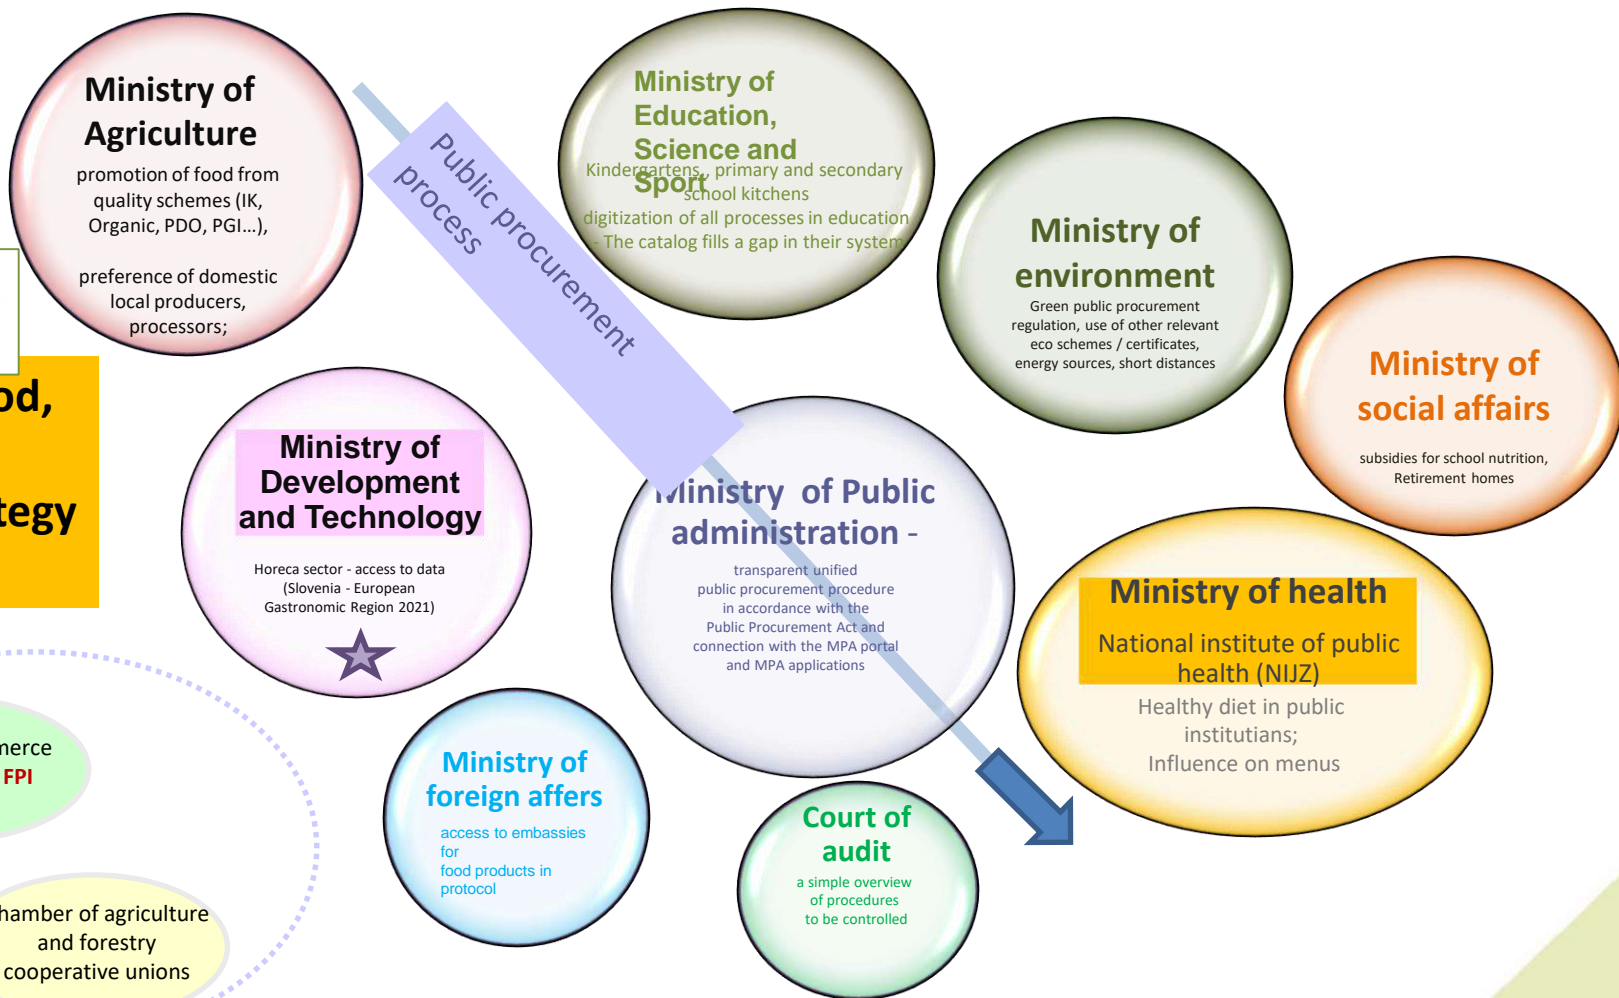 Ministry of
Agriculture
promotion of food from
quality schemes (IK,
Organic, PDO, PGI...),
preference of domestic
local producers,
processors;
Public procurement
process
Ministry of
Education,
Science and
Sport
Kindergartens,, primary and secondary
school kitchens
digitization of all processes in education
- The catalog fills a gap in their system
Ministry of
environment
Green public procurement
regulation, use of other relevant
eco schemes / certificates,
energy sources, short distances
Ministry of
social affairs
subsidies for school nutrition,
Retirement homes
Ministry of
Development
and Technology
Horeca sector - access to data
(Slovenia - European
Gastronomic Region 2021)
Ministry of Public
administration -
transparent unified
public procurement procedure
in accordance with the
Public Procurement Act and
connection with the MPA portal
and MPA applications
Ministry of health
National institute of public
health (NIJZ)
Healthy diet in public
institutians;
Influence on menus
Ministry of
foreign affers
access to embassies
for
food products in
protocol
Court of
audit
a simple overview
of procedures
to be controlled
od,
tegy
merce
FPI
hamber of agriculture
and forestry
cooperative unions